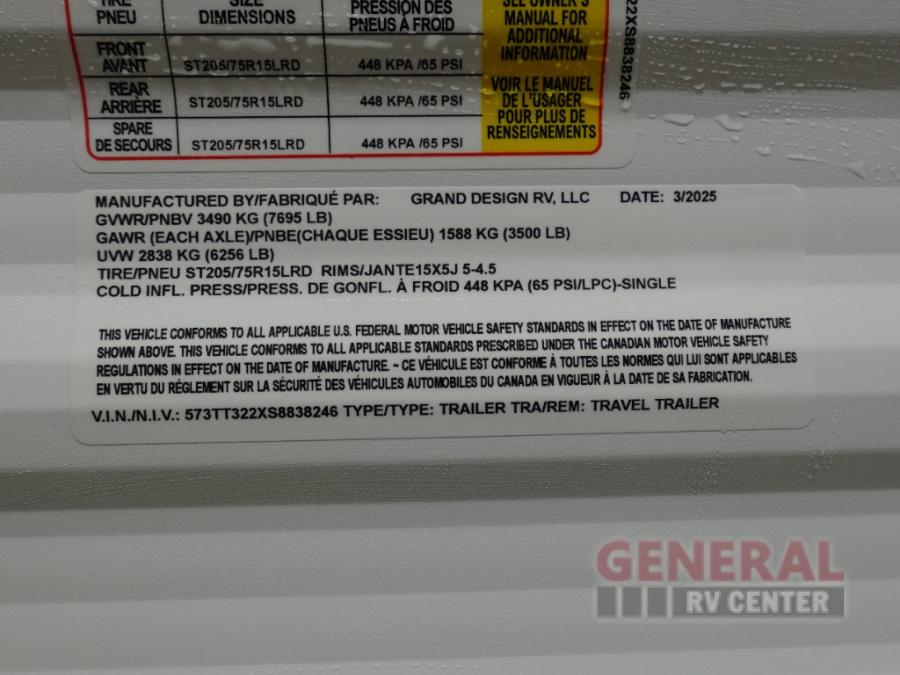 TIRE SIZE PRESSION DES SEE OWNER'S
PNEU DIMENSIONS PNEUS À FROID MANUAL FOR
ADDITIONAL
INFORMATION
FRONT
AVANT ST205/75R15LRD 448 KPA /65 PSI
REAR
ARRIÈRE ST205/75R15LRD 448 KPA /65 PSI
SPARE
DE SECOURS ST205/75R15LRD 448 KPA /65 PSI
VOIR LE MANUEL
DE L'USAGER
POUR PLUS DE
RENSEIGNEMENTS
22XS8838246
MANUFACTURED BY/FABRIQUÉ PAR: GRAND DESIGN RV, LLC DATE: 3/2025
GVWR/PNBV 3490 KG (7695 LB)
GAWR (EACH AXLE)/PNBE(CHAQUE ESSIEU) 1588 KG (3500 LB)
UVW 2838 KG (6256 LB)
TIRE/PNEU ST205/75R15LRD RIMS/JANTE15X5J 5-4.5
COLD INFL. PRESS/PRESS. DE GONFL. À FROID 448 KPA (65 PSI/LPC)-SINGLE
THIS VEHICLE CONFORMS TO ALL APPLICABLE U.S. FEDERAL MOTOR VEHICLE SAFETY STANDARDS IN EFFECT ON THE DATE OF MANUFACTURE
SHOWN ABOVE. THIS VEHICLE CONFORMS TO ALL APPLICABLE STANDARDS PRESCRIBED UNDER THE CANADIAN MOTOR VEHICLE SAFETY
REGULATIONS IN EFFECT ON THE DATE OF MANUFACTURE. ~ CE VÉHICULE EST CONFORME À TOUTES LES NORMES QUI LUI SONT APPLICABLES
EN VERTU DU RÉGLEMENT SUR LA SÉCURITÉ DES VÉHICULES AUTOMOBILES DU CANADA EN VIGUEUR À LA DATE DE SA FABRICATION.
V.I.N./N.I.V.: 573TT322XS8838246 TYPE/TYPE: TRAILER TRA/REM: TRAVEL TRAILER
GENERAL
RV CENTER